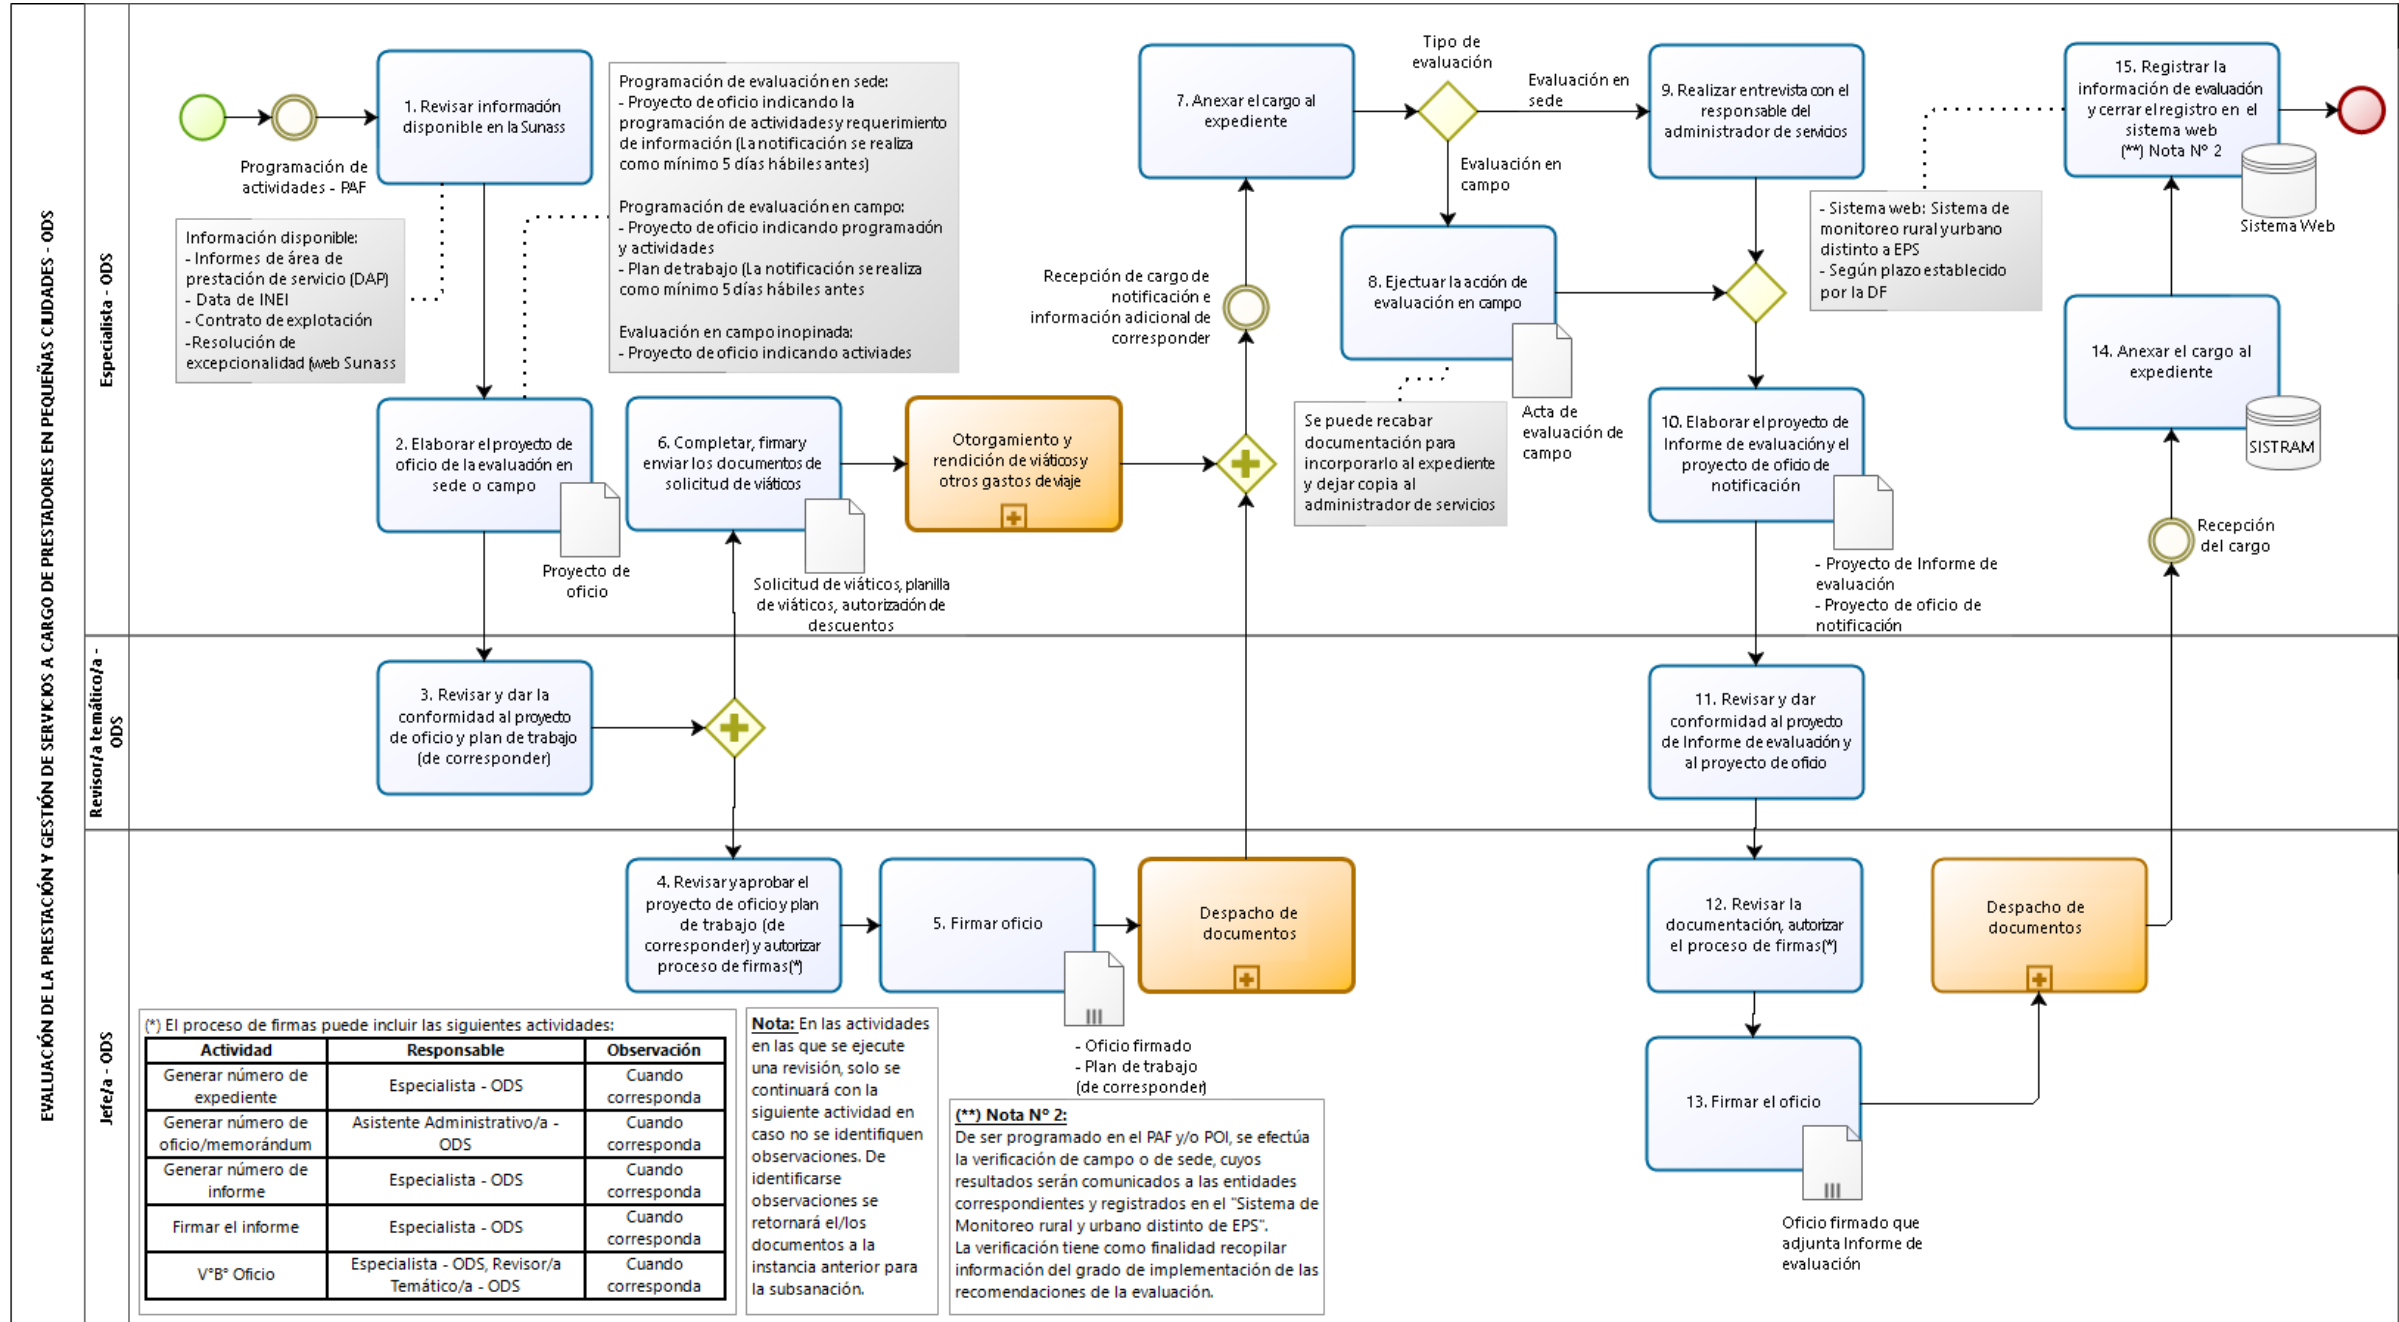 EVALUACIÓN DE LA PRESTACIÓN Y GESTIÓN DE SERVICIOS A CARGO DE PRESTADORES EN PEQUEÑAS CIUDADES - ODS
Especialista - ODS
Programación de
actividades - PAF
1. Revisar información
disponible en la Sunass
Información disponible:
- Informes de área de
prestación de servicio (DAP)
- Data de INEI
- Contrato de explotación
-Resolución de
excepcionalidad (web Sunass
Programación de evaluación en sede:
- Proyecto de oficio indicando la
programación de actividades y requerimiento
de información (La notificación se realiza
como mínimo 5 días hábiles antes)
Programación de evaluación en campo:
- Proyecto de oficio indicando programación
y actividades
- Plan de trabajo (La notificación se realiza
como mínimo 5 días hábiles antes
Evaluación en campo inopinada:
- Proyecto de oficio indicando activiades
2. Elaborar el proyecto de
oficio de la evaluación en
sede o campo
Proyecto de
oficio
6. Completar, firmar y
enviar los documentos de
solicitud de viáticos
Solicitud de viáticos, planilla
de viáticos, autorización de
descuentos
Otorgamiento y
rendición de viáticos y
otros gastos de viaje
Recepción de cargo de
notificación e
información adicional de
corresponder
7. Anexar el cargo al
expediente
Tipo de
evaluación
Evaluación en
sede
Evaluación en
campo
8. Ejectuar la acción de
evaluación en campo
Acta de
evaluación de
campo
Se puede recabar
documentación para
incorporarlo al expediente
y dejar copia al
administrador de servicios
9. Realizar entrevista con el
responsable del
administrador de servicios
10. Elaborar el proyecto de
Informe de evaluación y el
proyecto de oficio de
notificación
- Proyecto de Informe de
evaluación
- Proyecto de oficio de
notificación
- Sistema web: Sistema de
monitoreo rural y urbano
distinto a EPS
- Según plazo establecido
por la DF
15. Registrar la
información de evaluación
y cerrar el registro en el
sistema web
(**) Nota Nº 2
Sistema Web
14. Anexar el cargo al
expediente
SISTRAM
Recepción
del cargo
Revisor/a temático/a -
ODS
3. Revisar y dar la
conformidad al proyecto
de oficio y plan de trabajo
(de corresponder)
11. Revisar y dar
conformidad al proyecto
de Informe de evaluación y
al proyecto de oficio
Jefe/a - ODS
4. Revisar y aprobar el
proyecto de oficio y plan
de trabajo (de
corresponder) y autorizar
proceso de firmas(*)
5. Firmar oficio
- Oficio firmado
- Plan de trabajo
(de corresponder)
Despacho de
documentos
12. Revisar la
documentación, autorizar
el proceso de firmas(*)
13. Firmar el oficio
Oficio firmado que
adjunta Informe de
evaluación
Despacho de
documentos
(*) El proceso de firmas puede incluir las siguientes actividades:
Actividad Responsable Observación
Generar número de expediente Especialista - ODS Cuando corresponda
Generar número de oficio/memorándum Asistente Administrativo/a - ODS Cuando corresponda
Generar número de informe Especialista - ODS Cuando corresponda
Firmar el informe Especialista - ODS Cuando corresponda
V°B° Oficio Especialista - ODS, Revisor/a Temático/a - ODS Cuando corresponda
Nota: En las actividades
en las que se ejecute
una revisión, solo se
continuará con la
siguiente actividad en
caso no se identifiquen
observaciones. De
identificarse
observaciones se
retornará el/los
documentos a la
instancia anterior para
la subsanación.
(**) Nota Nº 2:
De ser programado en el PAF y/o POI, se efectúa
la verificación de campo o de sede, cuyos
resultados serán comunicados a las entidades
correspondientes y registrados en el "Sistema de
Monitoreo rural y urbano distinto de EPS".
La verificación tiene como finalidad recopilar
información del grado de implementación de las
recomendaciones de la evaluación.